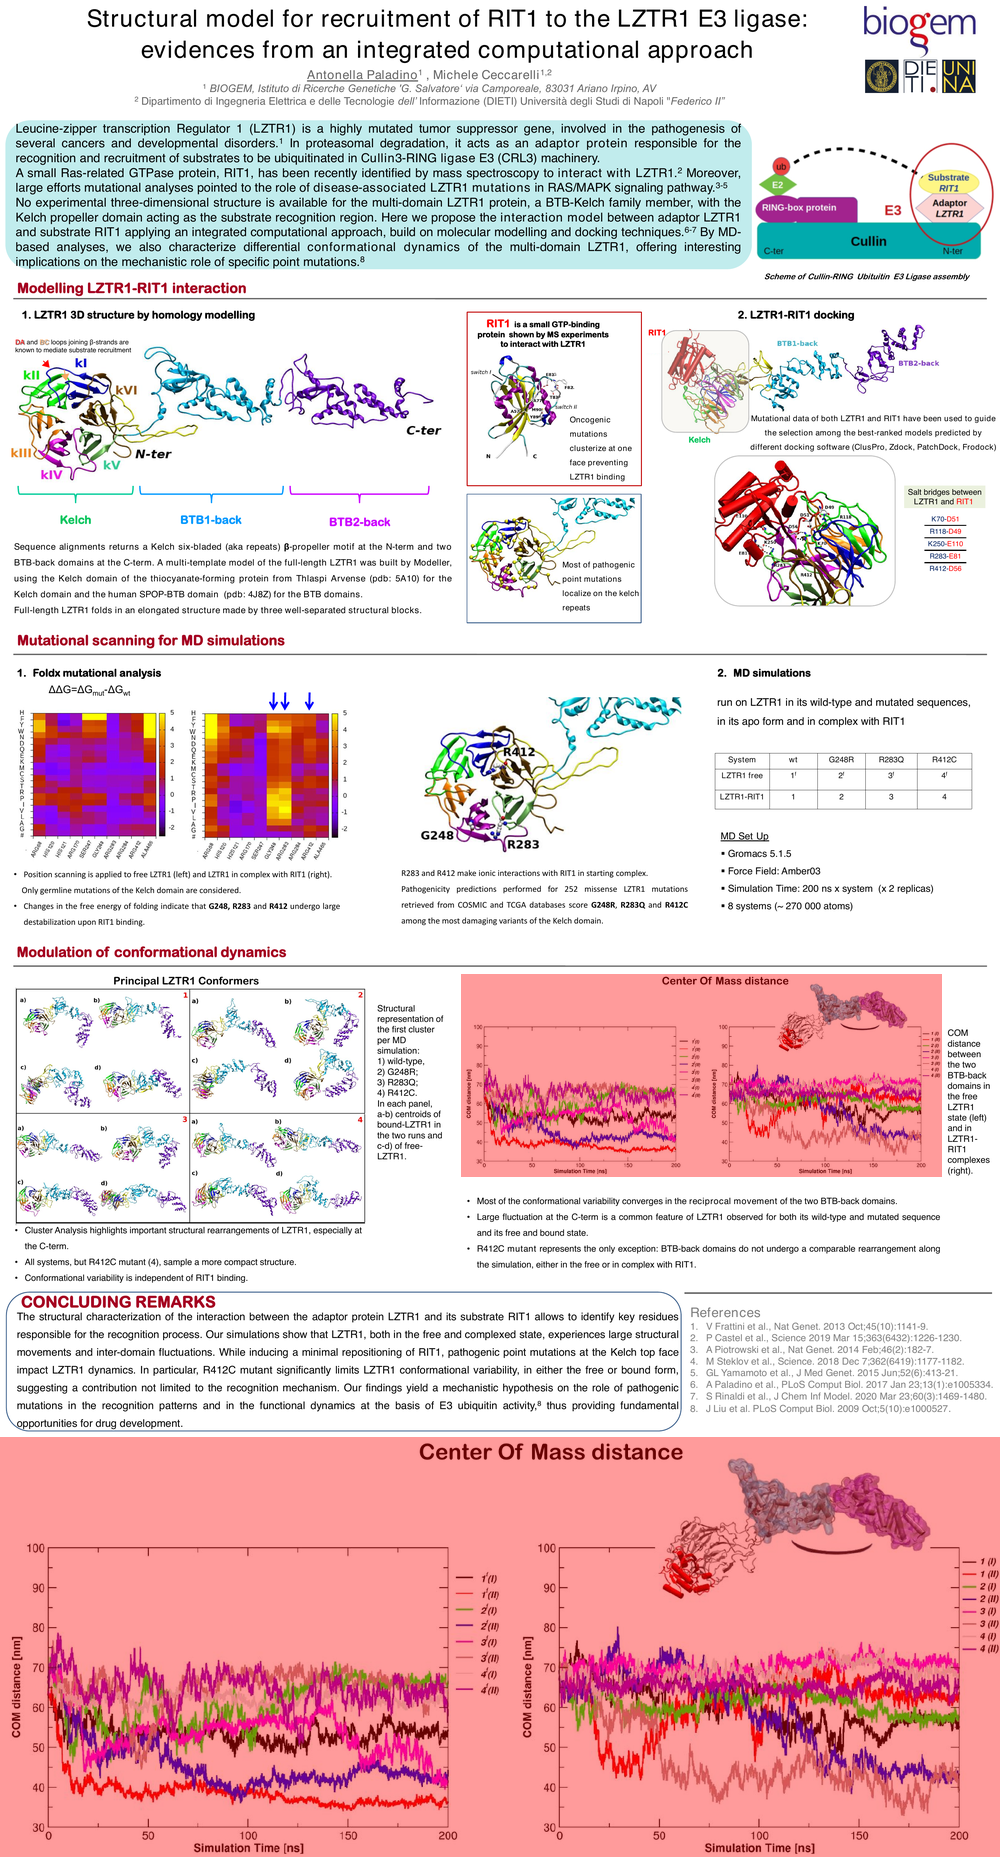 Structural model for recruitment of RIT1 to the LZTR1 E3 ligase:
evidences from an integrated computational approach
Antonella Paladino¹ , Michele Ceccarelli¹,²
¹ BIOGEM, Istituto di Ricerche Genetiche 'G. Salvatore' via Camporeale, 83031 Ariano Irpino, AV
² Dipartimento di Ingegneria Elettrica e delle Tecnologie dell' Informazione (DIETI) Università degli Studi di Napoli "Federico II"
biogem
DIE
TI.
UNI
NA
Leucine-zipper transcription Regulator 1 (LZTR1) is a highly mutated tumor suppressor gene, involved in the pathogenesis of
several cancers and developmental disorders.¹ In proteasomal degradation, it acts as an adaptor protein responsible for the
recognition and recruitment of substrates to be ubiquitinated in Cullin3-RING ligase E3 (CRL3) machinery.
A small Ras-related GTPase protein, RIT1, has been recently identified by mass spectroscopy to interact with LZTR1.² Moreover,
large efforts mutational analyses pointed to the role of disease-associated LZTR1 mutations in RAS/MAPK signaling pathway.³⁻⁵
No experimental three-dimensional structure is available for the multi-domain LZTR1 protein, a BTB-Kelch family member, with
the Kelch propeller domain acting as the substrate recognition region. Here we propose the interaction model between adaptor LZTR1
and substrate RIT1 applying an integrated computational approach, build on molecular modelling and docking techniques.⁶⁻⁷ By MD-
based analyses, we also characterize differential conformational dynamics of the multi-domain LZTR1, offering interesting
implications on the mechanistic role of specific point mutations.⁸
ub
E2
RING-box protein
E3
Substrate
RIT1
Adaptor
LZTR1
Cullin
C-ter
N-ter
Scheme of Cullin-RING Ubituitin E3 Ligase assembly
Modelling LZTR1-RIT1 interaction
1. LZTR1 3D structure by homology modelling
DA and BC loops joining β-strands are
known to mediate substrate recruitment
kI
kII
kVI
kIII
kIV
kV
N-ter
C-ter
Kelch
BTB1-back
BTB2-back
Sequence alignments returns a Kelch six-bladed (aka repeats) β-propeller motif at the N-term and two
BTB-back domains at the C-term. A multi-template model of the full-length LZTR1 was built by Modeller,
using the Kelch domain of the thiocyanate-forming protein from Thlaspi Arvense (pdb: 5A10) for the
Kelch domain and the human SPOP-BTB domain (pdb: 4J8Z) for the BTB domains.
Full-length LZTR1 folds in an elongated structure made by three well-separated structural blocks.
RIT1 is a small GTP-binding
protein shown by MS experiments
to interact with LZTR1
switch I
switch II
N
C
Oncogenic
mutations
clusterize at one
face preventing
LZTR1 binding
Most of pathogenic
point mutations
localize on the kelch
repeats
2. LZTR1-RIT1 docking
RIT1
BTB1-back
BTB2-back
Kelch
Mutational data of both LZTR1 and RIT1 have been used to guide
the selection among the best-ranked models predicted by
different docking software (ClusPro, Zdock, PatchDock, Frodock)
Salt bridges between
LZTR1 and RIT1
K70-D51
R118-D49
K250-E110
R283-E81
R412-D56
Mutational scanning for MD simulations
1. Foldx mutational analysis
ΔΔG=ΔGmut-ΔGwt
Position scanning is applied to free LZTR1 (left) and LZTR1 in complex with RIT1 (right).
Only germline mutations of the Kelch domain are considered.
Changes in the free energy of folding indicate that G248, R283 and R412 undergo large
destabilization upon RIT1 binding.
R412
G248
R283
R283 and R412 make ionic interactions with RIT1 in starting complex.
Pathogenicity predictions performed for 252 missense LZTR1 mutations
retrieved from COSMIC and TCGA databases score G248R, R283Q and R412C
among the most damaging variants of the Kelch domain.
2. MD simulations
run on LZTR1 in its wild-type and mutated sequences,
in its apo form and in complex with RIT1
System wt G248R R283Q R412C
LZTR1 free 1ᶠ 2ᶠ 3ᶠ 4ᶠ
LZTR1-RIT1 1 2 3 4
MD Set Up
Gromacs 5.1.5
Force Field: Amber03
Simulation Time: 200 ns x system (x 2 replicas)
8 systems (~ 270 000 atoms)
Modulation of conformational dynamics
Principal LZTR1 Conformers
Structural
representation of
the first cluster
per MD
simulation:
1) wild-type,
2) G248R;
3) R283Q;
4) R412C.
In each panel,
a-b) centroids of
bound-LZTR1 in
the two runs and
c-d) of free-
LZTR1.
Cluster Analysis highlights important structural rearrangements of LZTR1, especially at
the C-term.
All systems, but R412C mutant (4), sample a more compact structure.
Conformational variability is independent of RIT1 binding.
Center Of Mass distance
COM distance [nm]
Simulation Time [ns]
COM
distance
between
the two
BTB-back
domains in
the free
LZTR1
state (left)
and in
LZTR1-
RIT1
complexes
(right).
Most of the conformational variability converges in the reciprocal movement of the two BTB-back domains.
Large fluctuation at the C-term is a common feature of LZTR1 observed for both its wild-type and mutated sequence
and its free and bound state.
R412C mutant represents the only exception: BTB-back domains do not undergo a comparable rearrangement along
the simulation, either in the free or in complex with RIT1.
CONCLUDING REMARKS
The structural characterization of the interaction between the adaptor protein LZTR1 and its substrate RIT1 allows to identify key residues
responsible for the recognition process. Our simulations show that LZTR1, both in the free and complexed state, experiences large structural
movements and inter-domain fluctuations. While inducing a minimal repositioning of RIT1, pathogenic point mutations at the Kelch top face
impact LZTR1 dynamics. In particular, R412C mutant significantly limits LZTR1 conformational variability, in either the free or bound form,
suggesting a contribution not limited to the recognition mechanism. Our findings yield a mechanistic hypothesis on the role of pathogenic
mutations in the recognition patterns and in the functional dynamics at the basis of E3 ubiquitin activity,⁸ thus providing fundamental
opportunities for drug development.
References
1. V Frattini et al., Nat Genet. 2013 Oct;45(10):1141-9.
2. P Castel et al., Science 2019 Mar 15;363(6432):1226-1230.
3. A Piotrowski et al., Nat Genet. 2014 Feb;46(2):182-7.
4. M Steklov et al., Science. 2018 Dec 7;362(6419):1177-1182.
5. GL Yamamoto et al., J Med Genet. 2015 Jun;52(6):413-21.
6. A Paladino et al., PLoS Comput Biol. 2017 Jan 23;13(1):e1005334.
7. S Rinaldi et al., J Chem Inf Model. 2020 Mar 23;60(3):1469-1480.
8. J Liu et al. PLoS Comput Biol. 2009 Oct;5(10):e1000527.
Center Of Mass distance
COM distance [nm]
100
90
80
70
60
50
40
30
0 50 100 150 200
Simulation Time [ns]
1ᶠ(I)
1ᶠ(II)
2ᶠ(I)
2ᶠ(II)
3ᶠ(I)
3ᶠ(II)
4ᶠ(I)
4ᶠ(II)
COM distance [nm]
100
90
80
70
60
50
40
30
0 50 100 150 200
Simulation Time [ns]
1 (I)
1 (II)
2 (I)
2 (II)
3 (I)
3 (II)
4 (I)
4 (II)